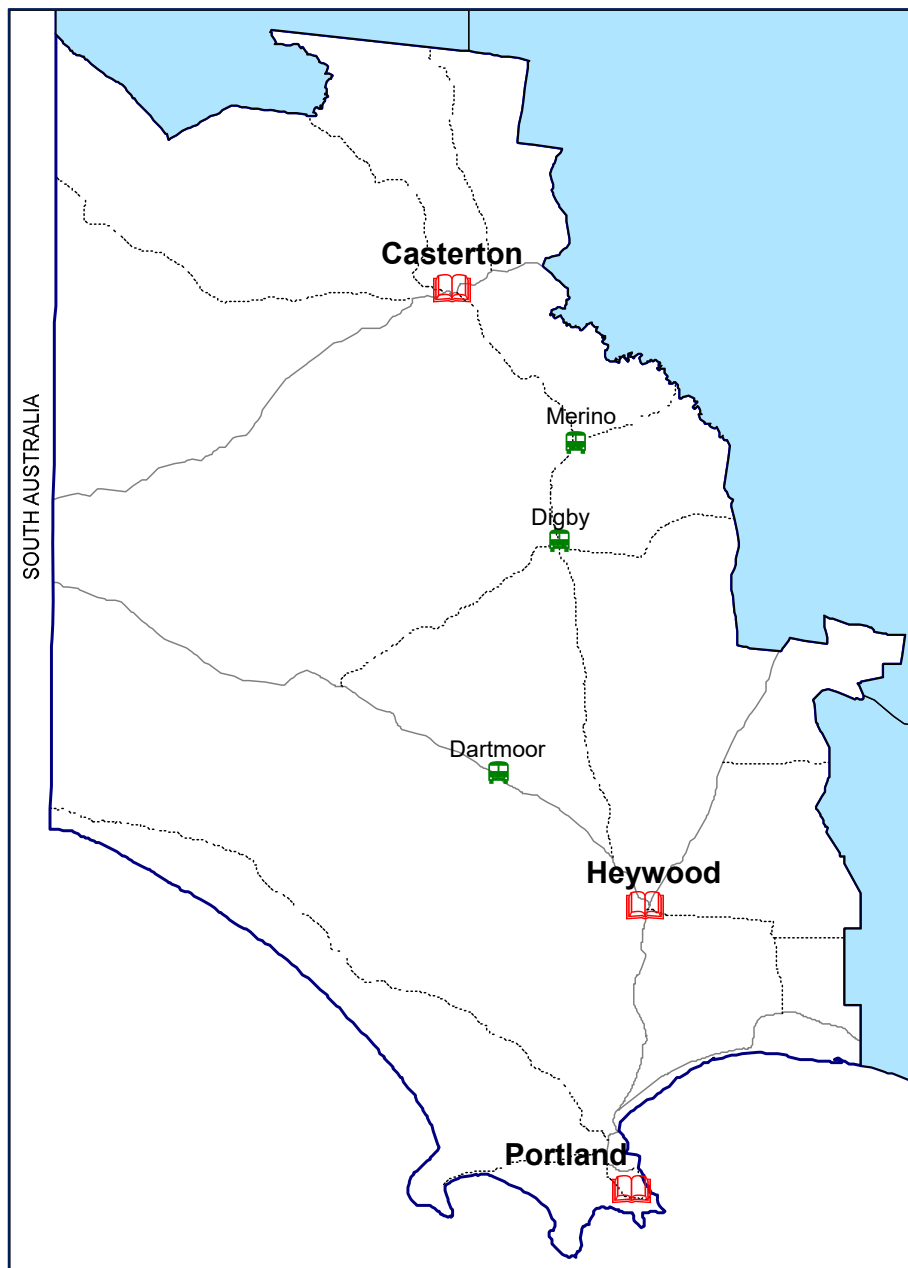 Casterton
Merino
SOUTH AUSTRALIA
Digby
Dartmoor
Heywood
Portland